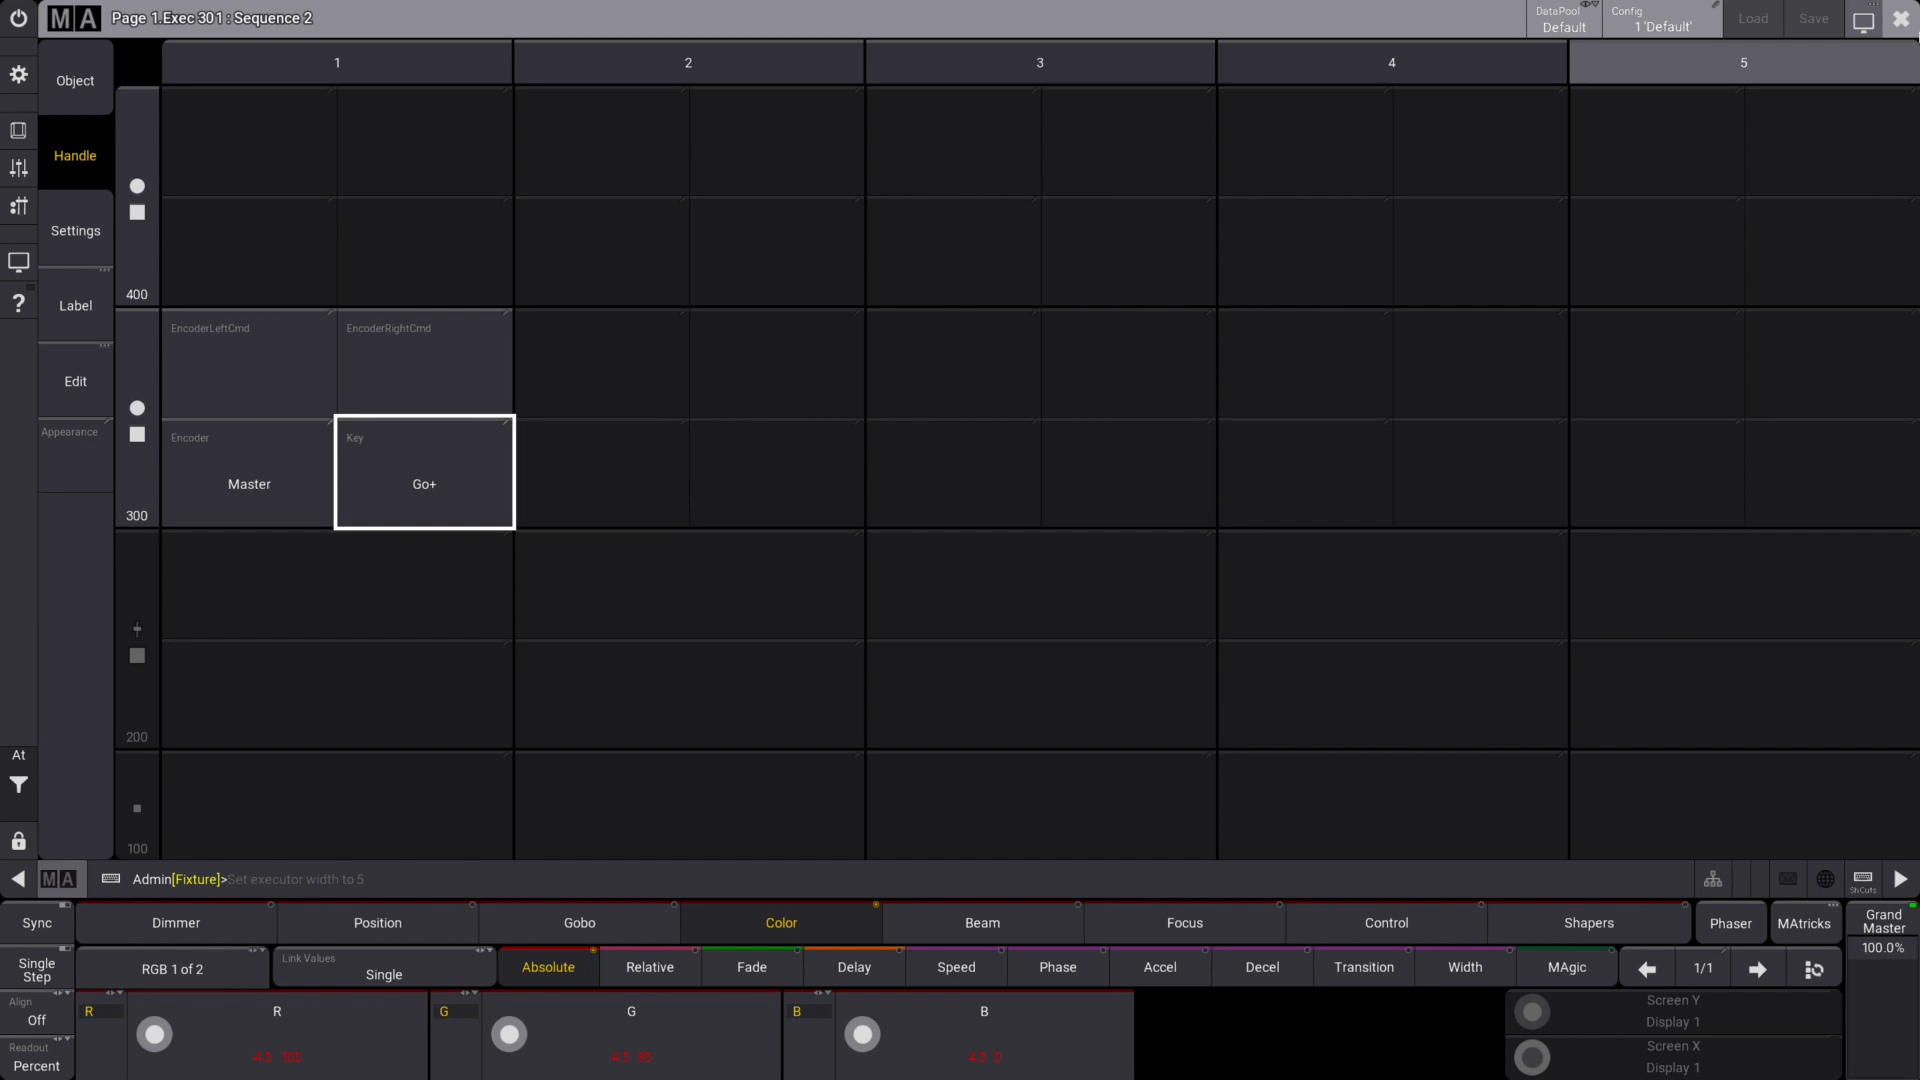 MA Page 1.Exec 301 : Sequence 2
DataPool
Default
Config
1 'Default'
Load
Save
1
2
3
4
5
Object
Handle
Settings
Label
Edit
Appearance
400
EncoderLeftCmd
EncoderRightCmd
Encoder
Master
Key
Go+
300
200
100
?
At
MA Admin[Fixture]>Set executor width to 5
ShCuts
Sync
Dimmer
Position
Gobo
Color
Beam
Focus
Control
Shapers
Phaser
MAtricks
Grand
Master
100.0%
Single
Step
RGB 1 of 2
Link Values
Single
Absolute
Relative
Fade
Delay
Speed
Phase
Accel
Decel
Transition
Width
MAgic
1/1
Align
Off
Readout
Percent
R
R
G
G
B
B
Screen Y
Display 1
Screen X
Display 1